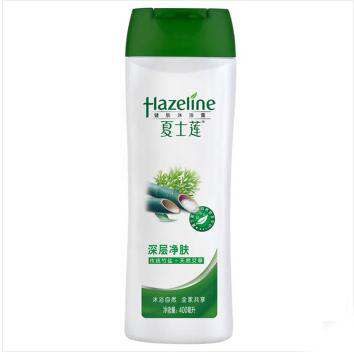 Hazeline
健肤沐浴露
夏士莲®
深层净肤
传统竹盐·天然艾草
沐浴自然 全家共享
净含量:400毫升